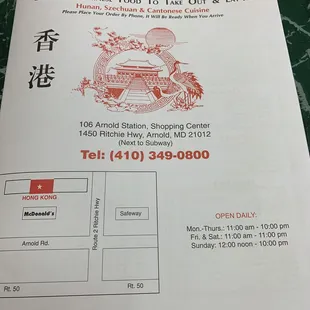 Food To Take Out &
Hunan, Szechuan & Cantonese Cuisine
Please Place Your Order By Phone, It Will Be Ready When You Arrive
香
港
106 Arnold Station, Shopping Center
1450 Ritchie Hwy, Arnold, MD 21012
(Next to Subway)
Tel: (410) 349-0800
HONG KONG
McDonald's
Route 2 Ritchie Hwy
Safeway
Arnold Rd.
Rt. 50
Rt. 50
OPEN DAILY:
Mon.-Thurs.: 11:00 am - 10:00 pm
Fri. & Sat.: 11:00 am - 11:00 pm
Sunday: 12:00 noon - 10:00 pm